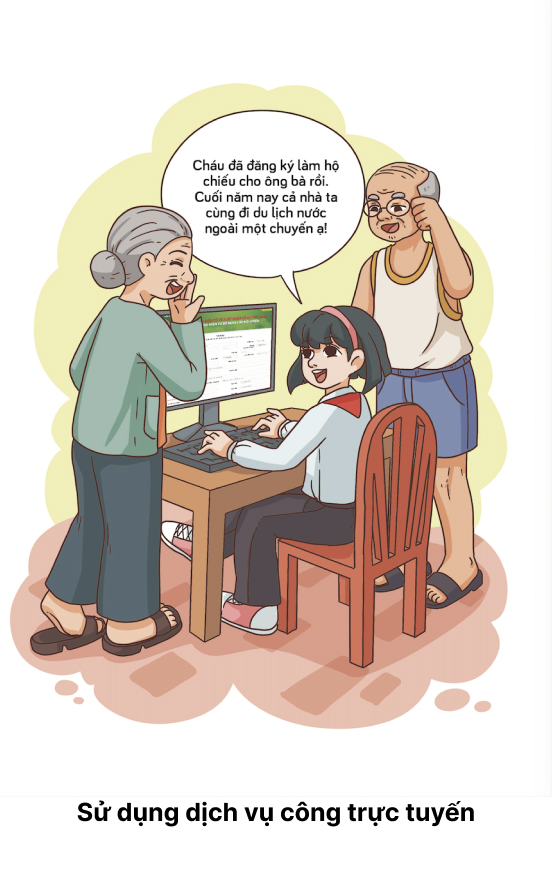 Cháu đã đăng ký làm hộ
chiếu cho ông bà rồi.
Cuối năm nay cả nhà ta
cùng đi du lịch nước
ngoài một chuyến ạ!
Sử dụng dịch vụ công trực tuyến